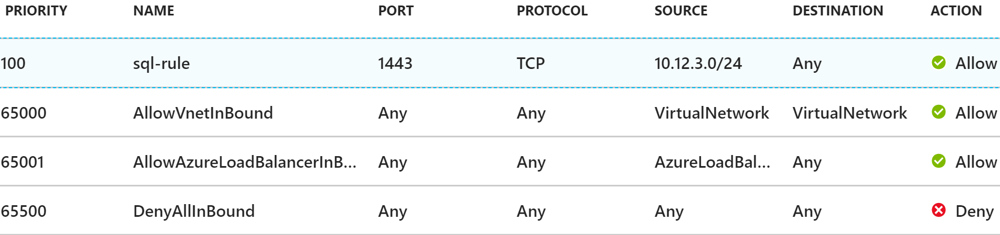 PRIORITY NAME PORT PROTOCOL SOURCE DESTINATION ACTION
100 sql-rule 1443 TCP 10.12.3.0/24 Any Allow
65000 AllowVnetInBound Any Any VirtualNetwork VirtualNetwork Allow
65001 AllowAzureLoadBalancerInB... Any Any AzureLoadBal... Any Allow
65500 DenyAllInBound Any Any Any Any Deny